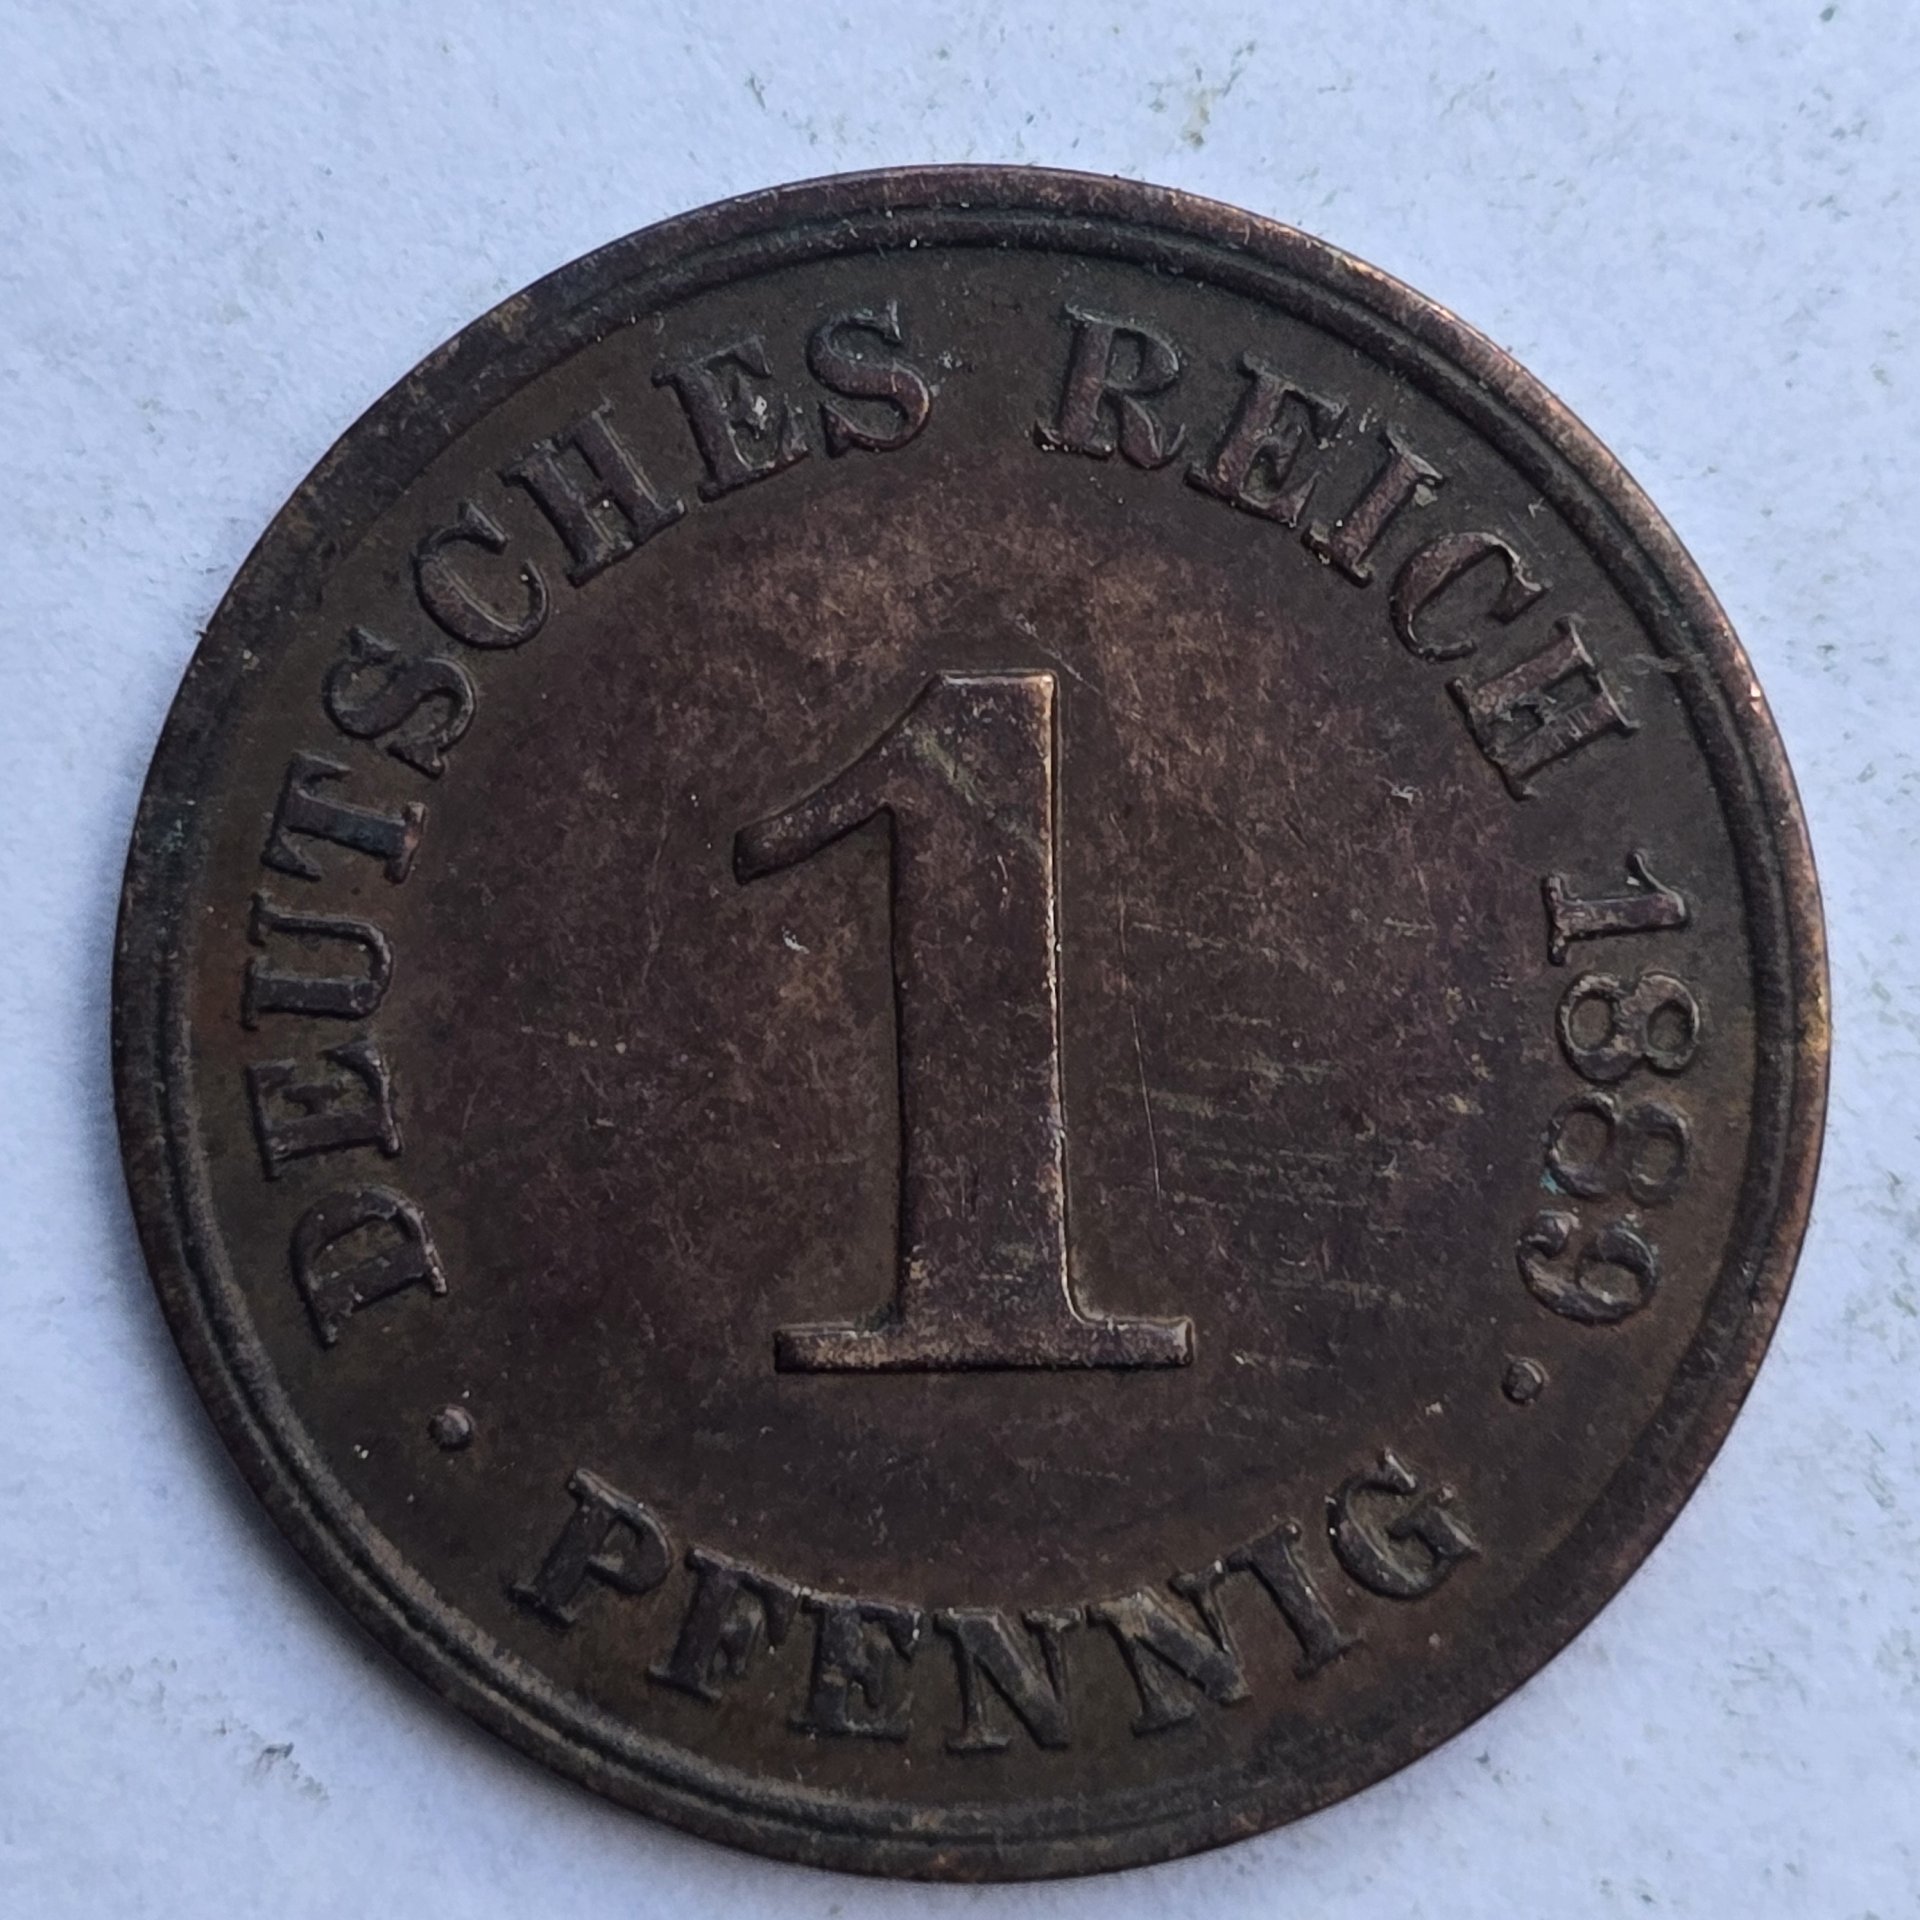 DEUTSCHES REICH 1889
1
· PFENNIG ·